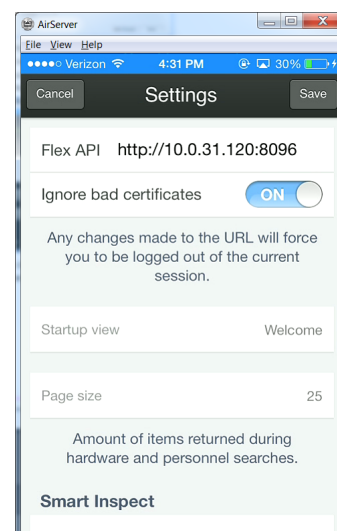 AirServer
File View Help
Verizon 4:31 PM 30%
Cancel Settings Save
Flex API http://10.0.31.120:8096
Ignore bad certificates ON
Any changes made to the URL will force
you to be logged out of the current
session.
Startup view Welcome
Page size 25
Amount of items returned during
hardware and personnel searches.
Smart Inspect